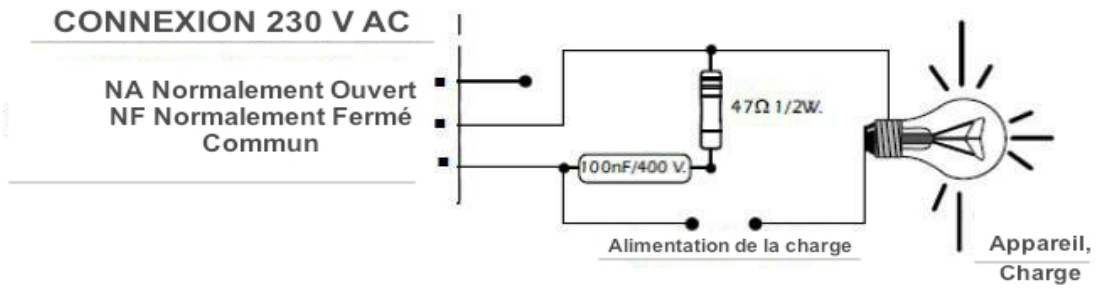 CONNEXION 230 V AC
NA Normalement Ouvert
NF Normalement Fermé
Commun
47Ω 1/2W.
100nF/400 V.
Alimentation de la charge
Appareil,
Charge